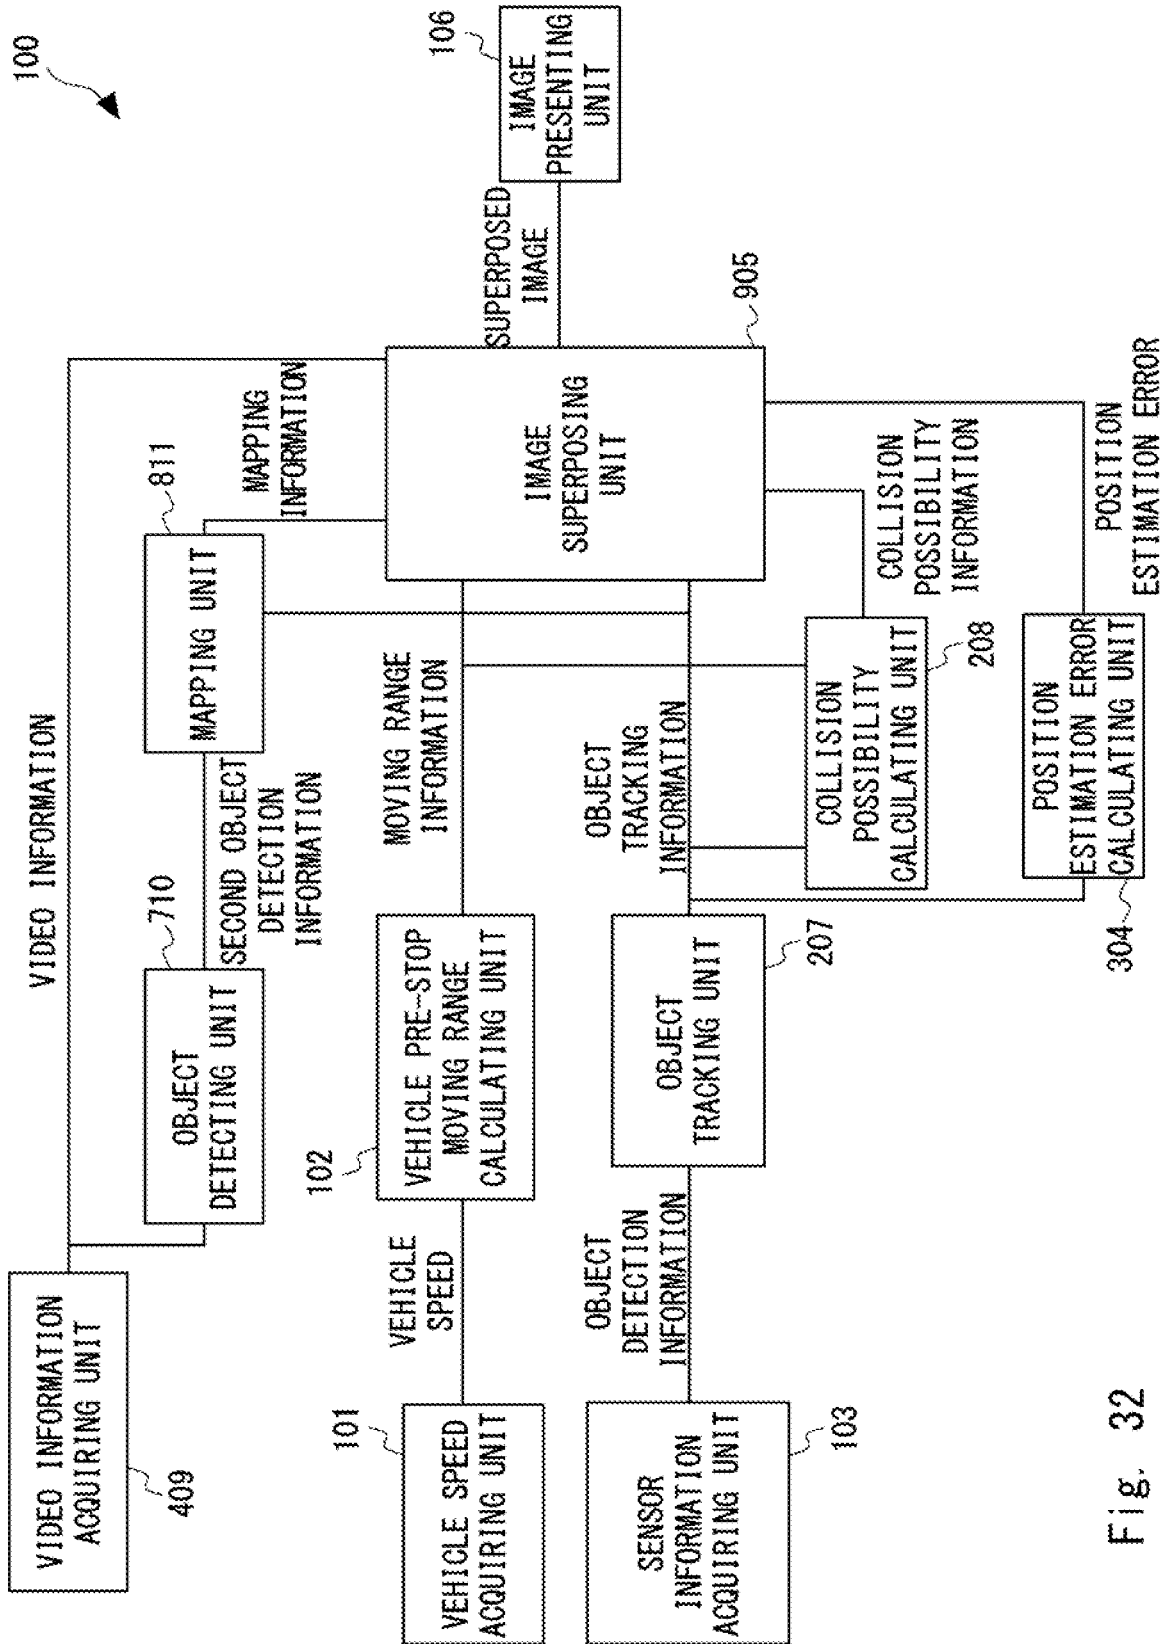 100
VIDEO INFORMATION
ACQUIRING UNIT
409
VIDEO INFORMATION
OBJECT
DETECTING UNIT
710
SECOND OBJECT
DETECTION
INFORMATION
MAPPING UNIT
811
MAPPING
INFORMATION
VEHICLE SPEED
ACQUIRING UNIT
101
VEHICLE
SPEED
VEHICLE PRE-STOP
MOVING RANGE
CALCULATING UNIT
102
MOVING RANGE
INFORMATION
IMAGE
SUPERPOSING
UNIT
905
SUPERPOSED
IMAGE
IMAGE
PRESENTING
UNIT
106
SENSOR
INFORMATION
ACQUIRING UNIT
103
OBJECT
DETECTION
INFORMATION
OBJECT
TRACKING UNIT
207
OBJECT
TRACKING
INFORMATION
COLLISION
POSSIBILITY
CALCULATING UNIT
208
COLLISION
POSSIBILITY
INFORMATION
POSITION
ESTIMATION ERROR
CALCULATING UNIT
304
POSITION
ESTIMATION ERROR
Fig. 32